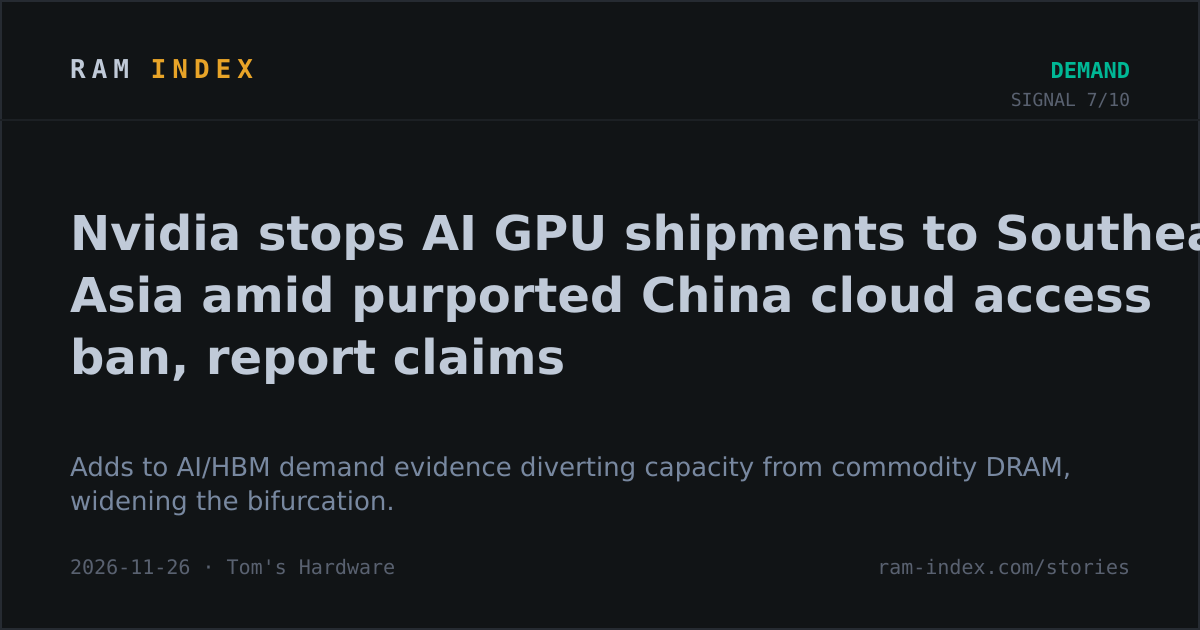 RAM INDEX
DEMAND
SIGNAL 7/10
Nvidia stops AI GPU shipments to Southea
Asia amid purported China cloud access
ban, report claims
Adds to AI/HBM demand evidence diverting capacity from commodity DRAM,
widening the bifurcation.
2026-11-26 · Tom's Hardware
ram-index.com/stories